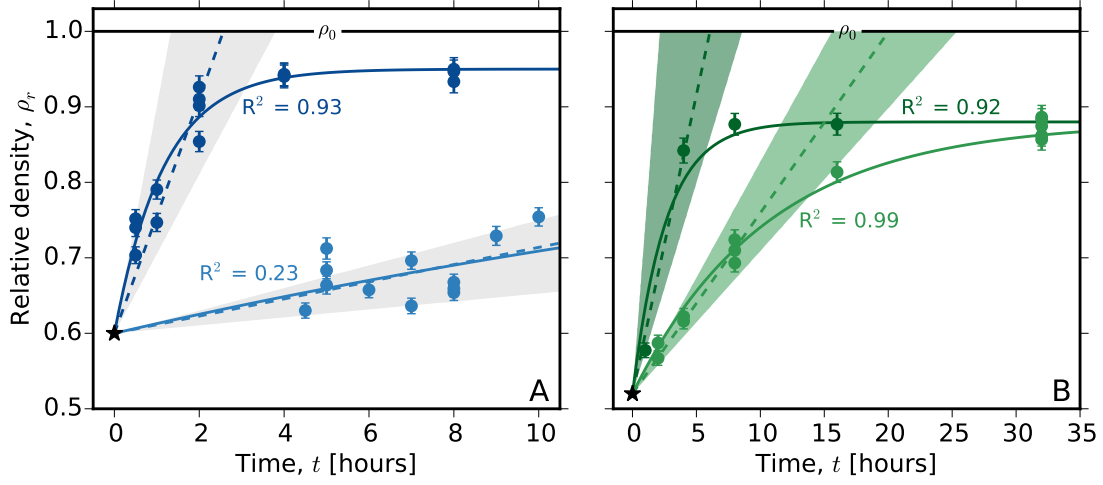 Relative density, ρr
1.0
0.9
0.8
0.7
0.6
0.5
ρ0
R² = 0.93
R² = 0.23
A
0 2 4 6 8 10
Time, t [hours]
ρ0
R² = 0.92
R² = 0.99
B
0 5 10 15 20 25 30 35
Time, t [hours]